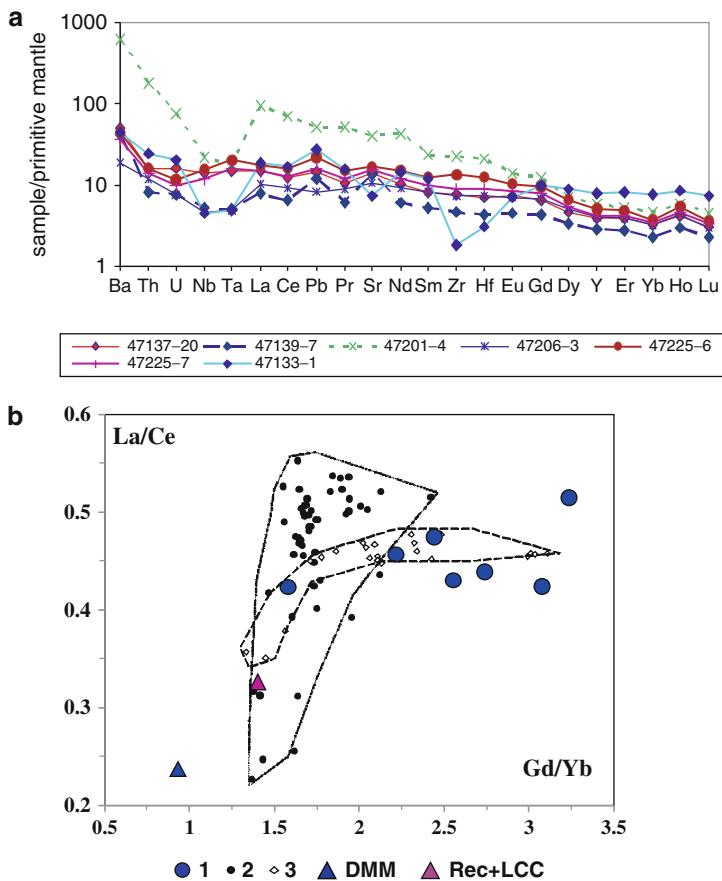 a
sample/primitive mantle
1000
100
10
1
Ba Th U Nb Ta La Ce Pb Pr Sr Nd Sm Zr Hf Eu Gd Dy Y Er Yb Ho Lu
47137–20 47139–7 47201–4 47206–3 47225–6
47225–7 47133–1
b
La/Ce
0.6
0.5
0.4
0.3
0.2
Gd/Yb
0.5 1 1.5 2 2.5 3 3.5
1 2 3 DMM Rec+LCC